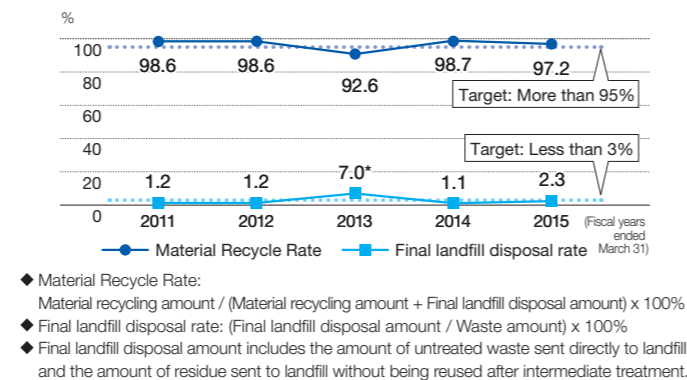 %
100
98.6 98.6 92.6 98.7 97.2
80
Target: More than 95%
60
40
Target: Less than 3%
20
1.2 1.2 7.0* 1.1 2.3
0
2011 2012 2013 2014 2015 (Fiscal years
ended
March 31)
Material Recycle Rate Final landfill disposal rate
◆ Material Recycle Rate:
Material recycling amount / (Material recycling amount + Final landfill disposal amount) x 100%
◆ Final landfill disposal rate: (Final landfill disposal amount / Waste amount) x 100%
◆ Final landfill disposal amount includes the amount of untreated waste sent directly to landfill
and the amount of residue sent to landfill without being reused after intermediate treatment.